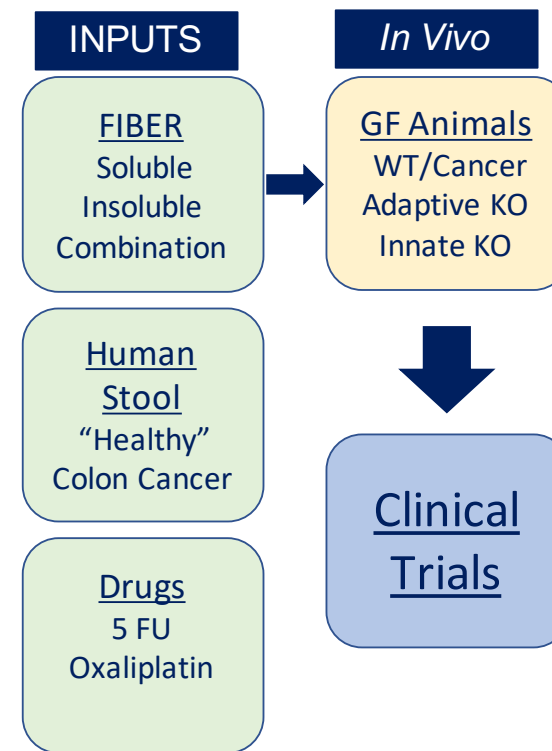 INPUTS
FIBER
Soluble
Insoluble
Combination
Human
Stool
“Healthy”
Colon Cancer
Drugs
5 FU
Oxaliplatin
In Vivo
GF Animals
WT/Cancer
Adaptive KO
Innate KO
Clinical
Trials